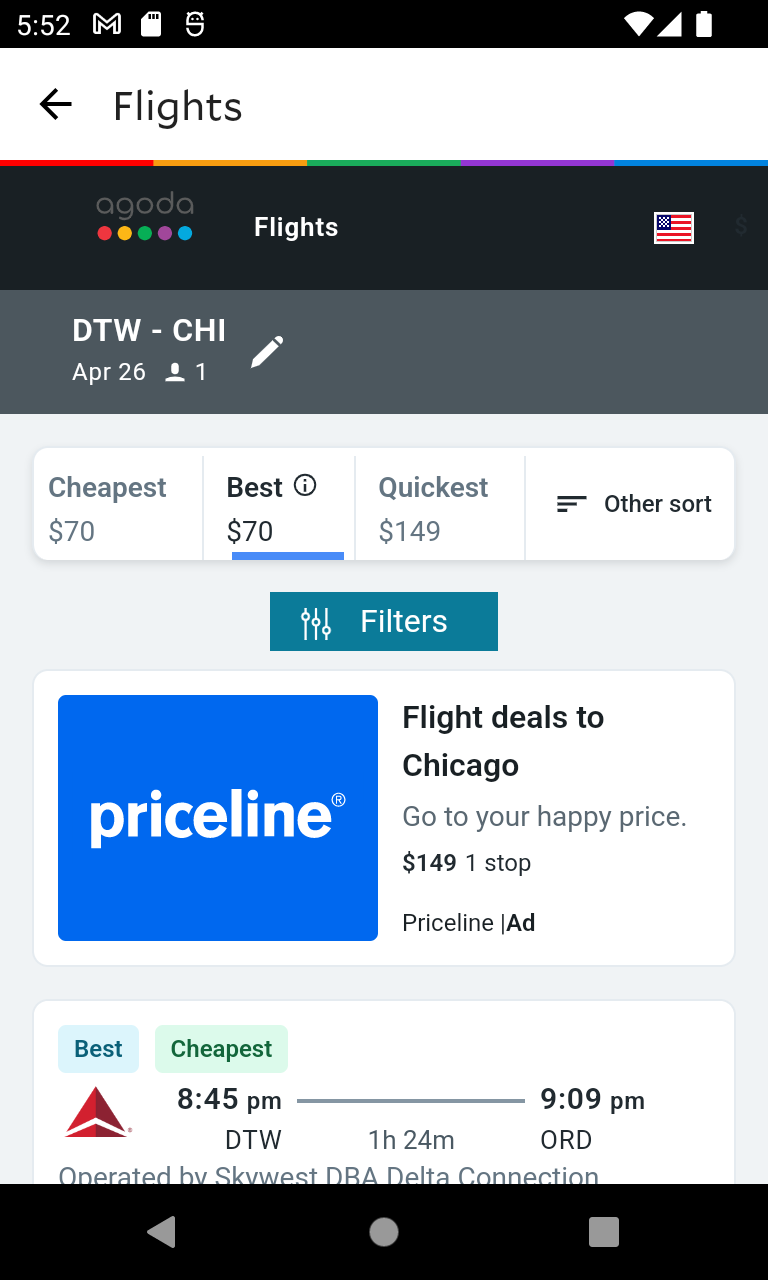 5:52
Flights
agoda
Flights
$
DTW - CHI
Apr 26 1
Cheapest
$70
Best
$70
Quickest
$149
Other sort
Filters
priceline®
Flight deals to
Chicago
Go to your happy price.
$149 1 stop
Priceline |Ad
Best
Cheapest
8:45 pm
9:09 pm
DTW
1h 24m
ORD
Operated by Skywest DBA Delta Connection